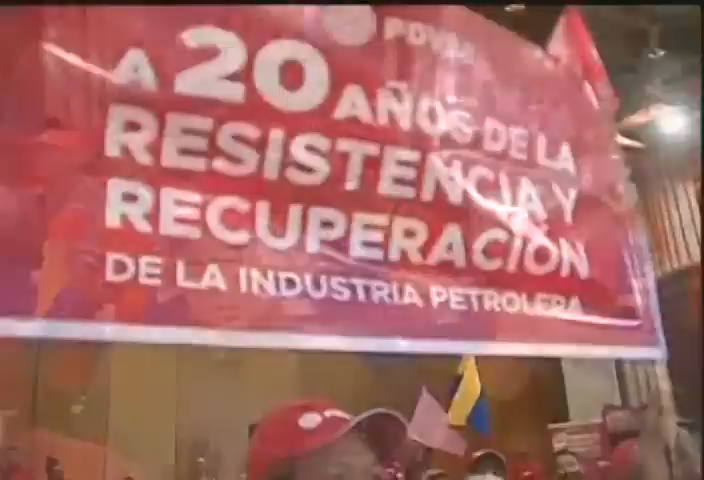 PDVSA
A 20 AÑOS DE LA
RESISTENCIA Y
RECUPERACIÓN
DE LA INDUSTRIA PETROLERA